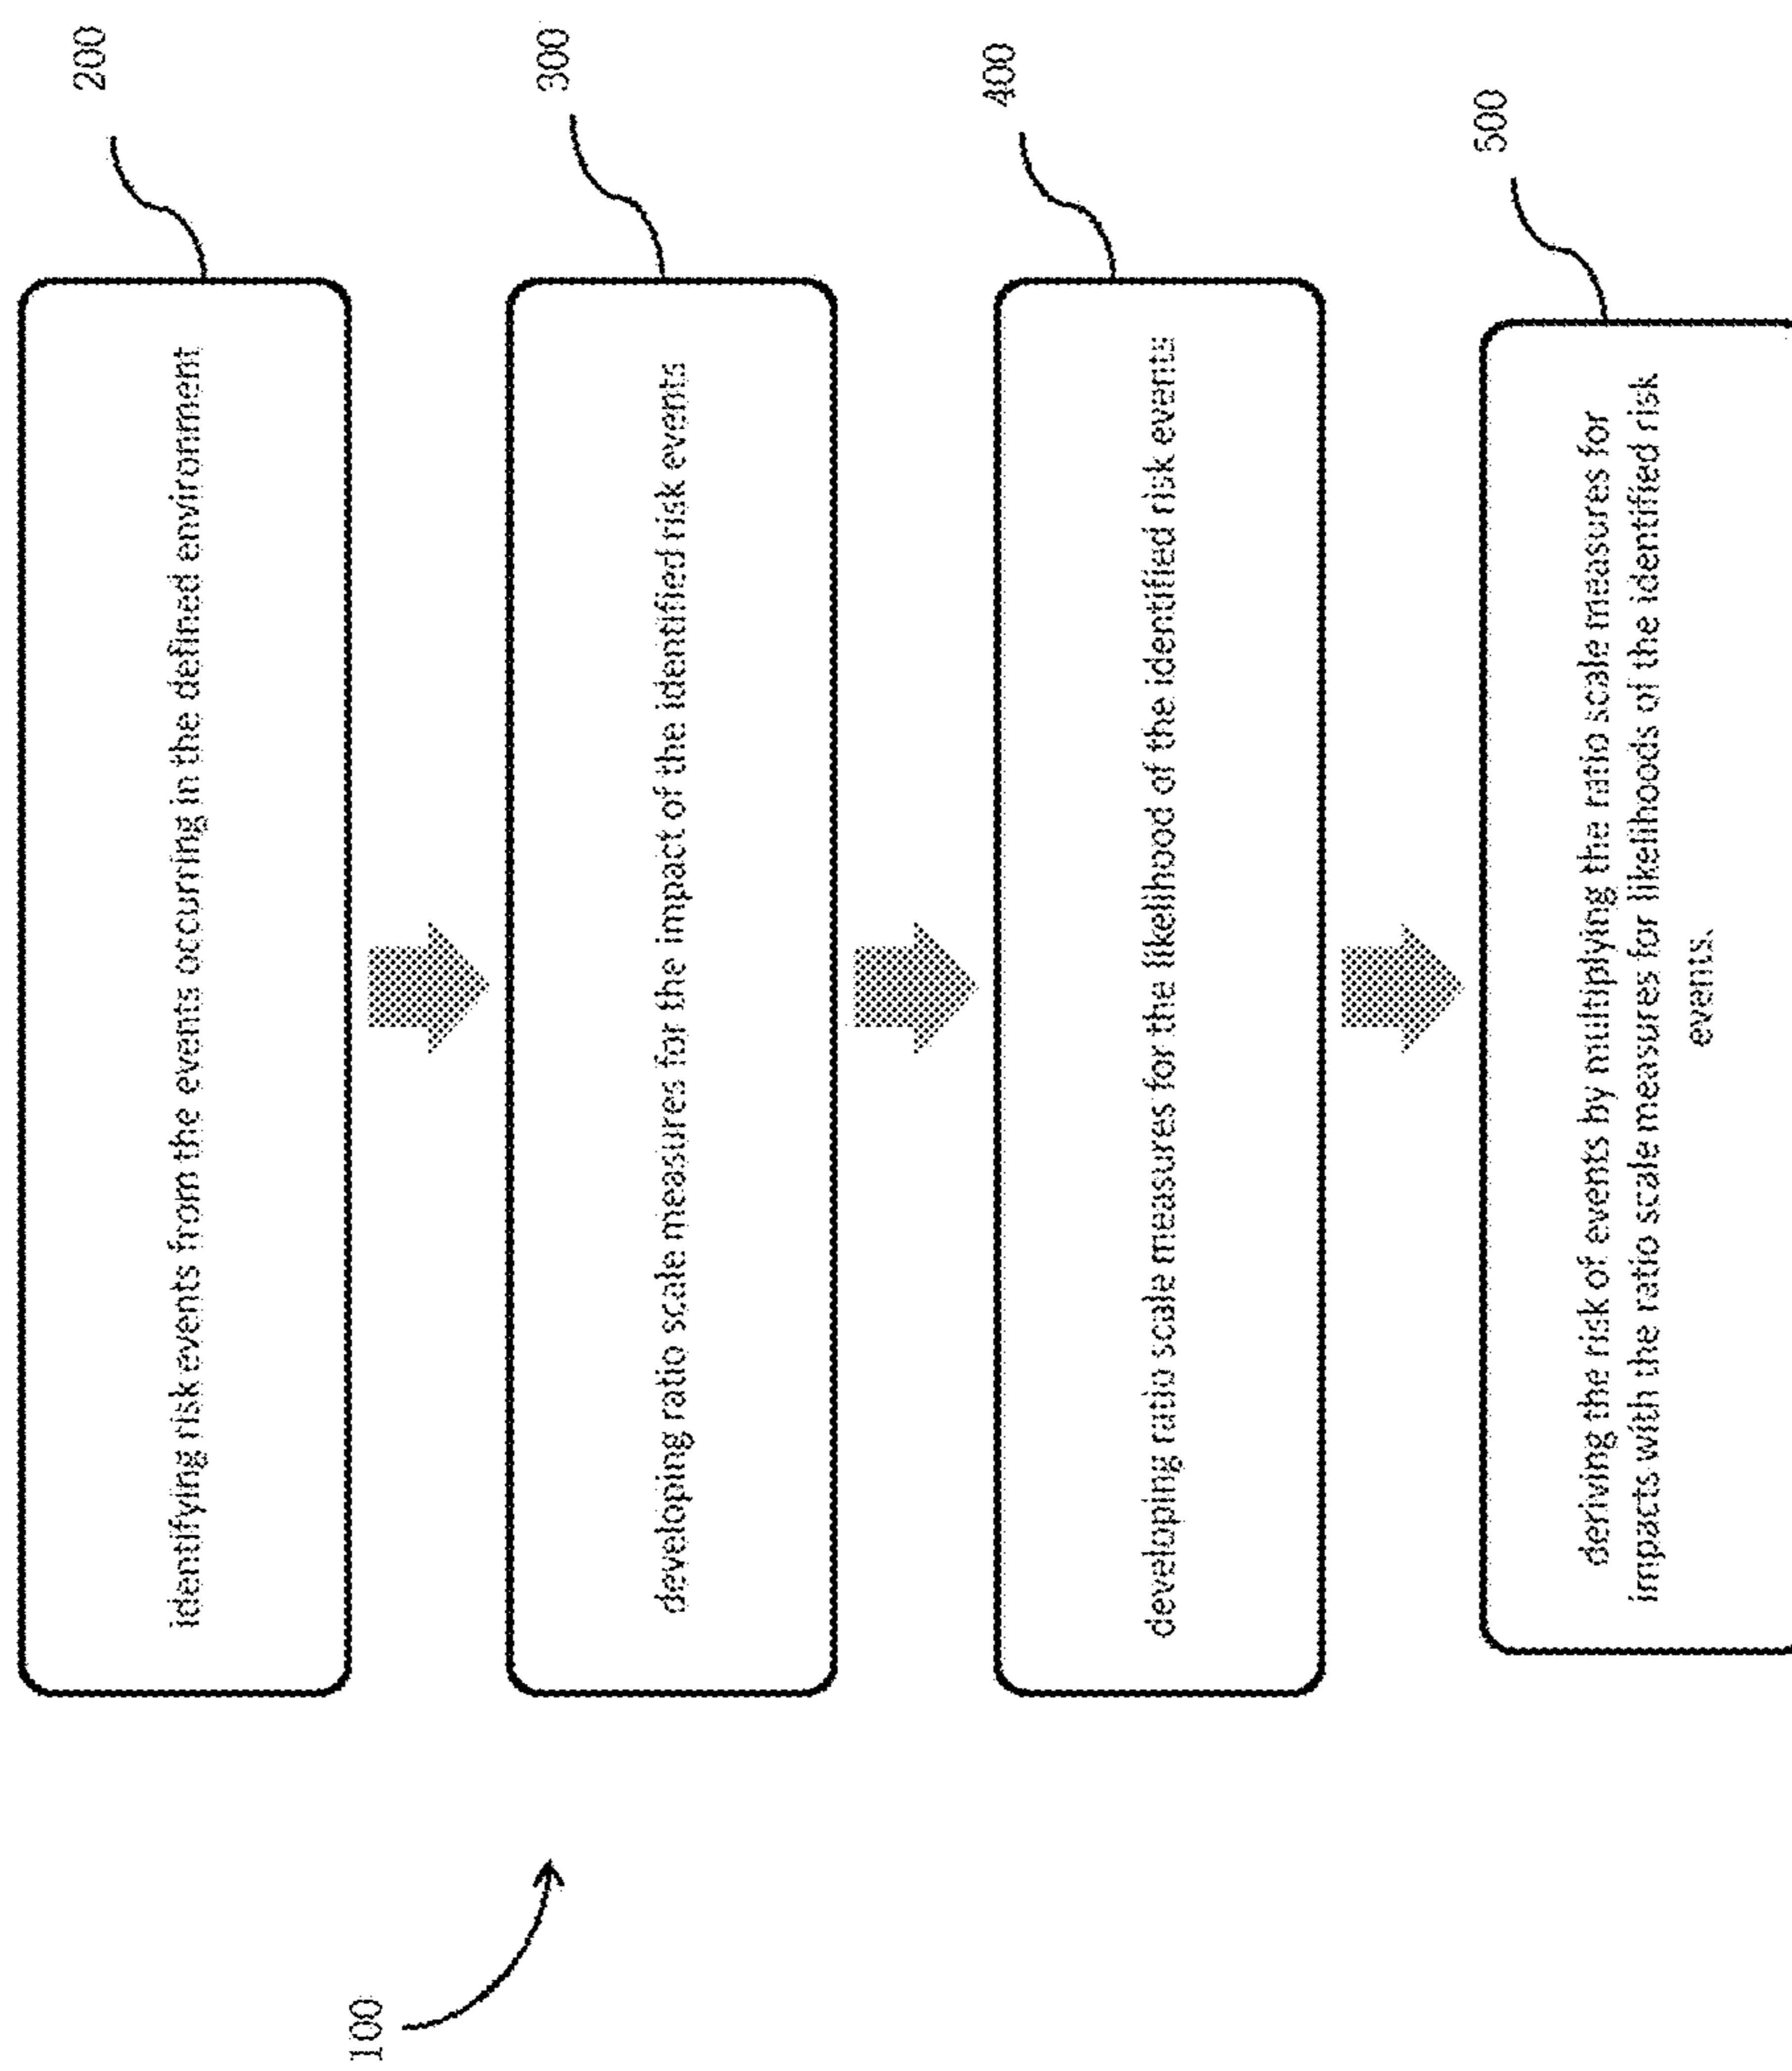 100
identifying risk events from the events occurring in the defined environment
200
developing ratio scale measures for the impact of the identified risk events
300
developing ratio scale measures for the likelihood of the identified risk events
400
deriving the risk of events by multiplying the ratio scale measures for
impacts with the ratio scale measures for likelihoods of the identified risk
events.
500